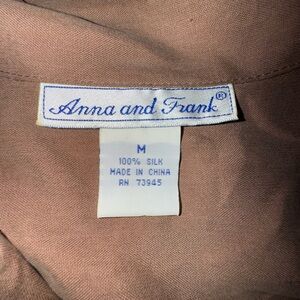 Anna and Frank®
M
100% SILK
MADE IN CHINA
RN 73945